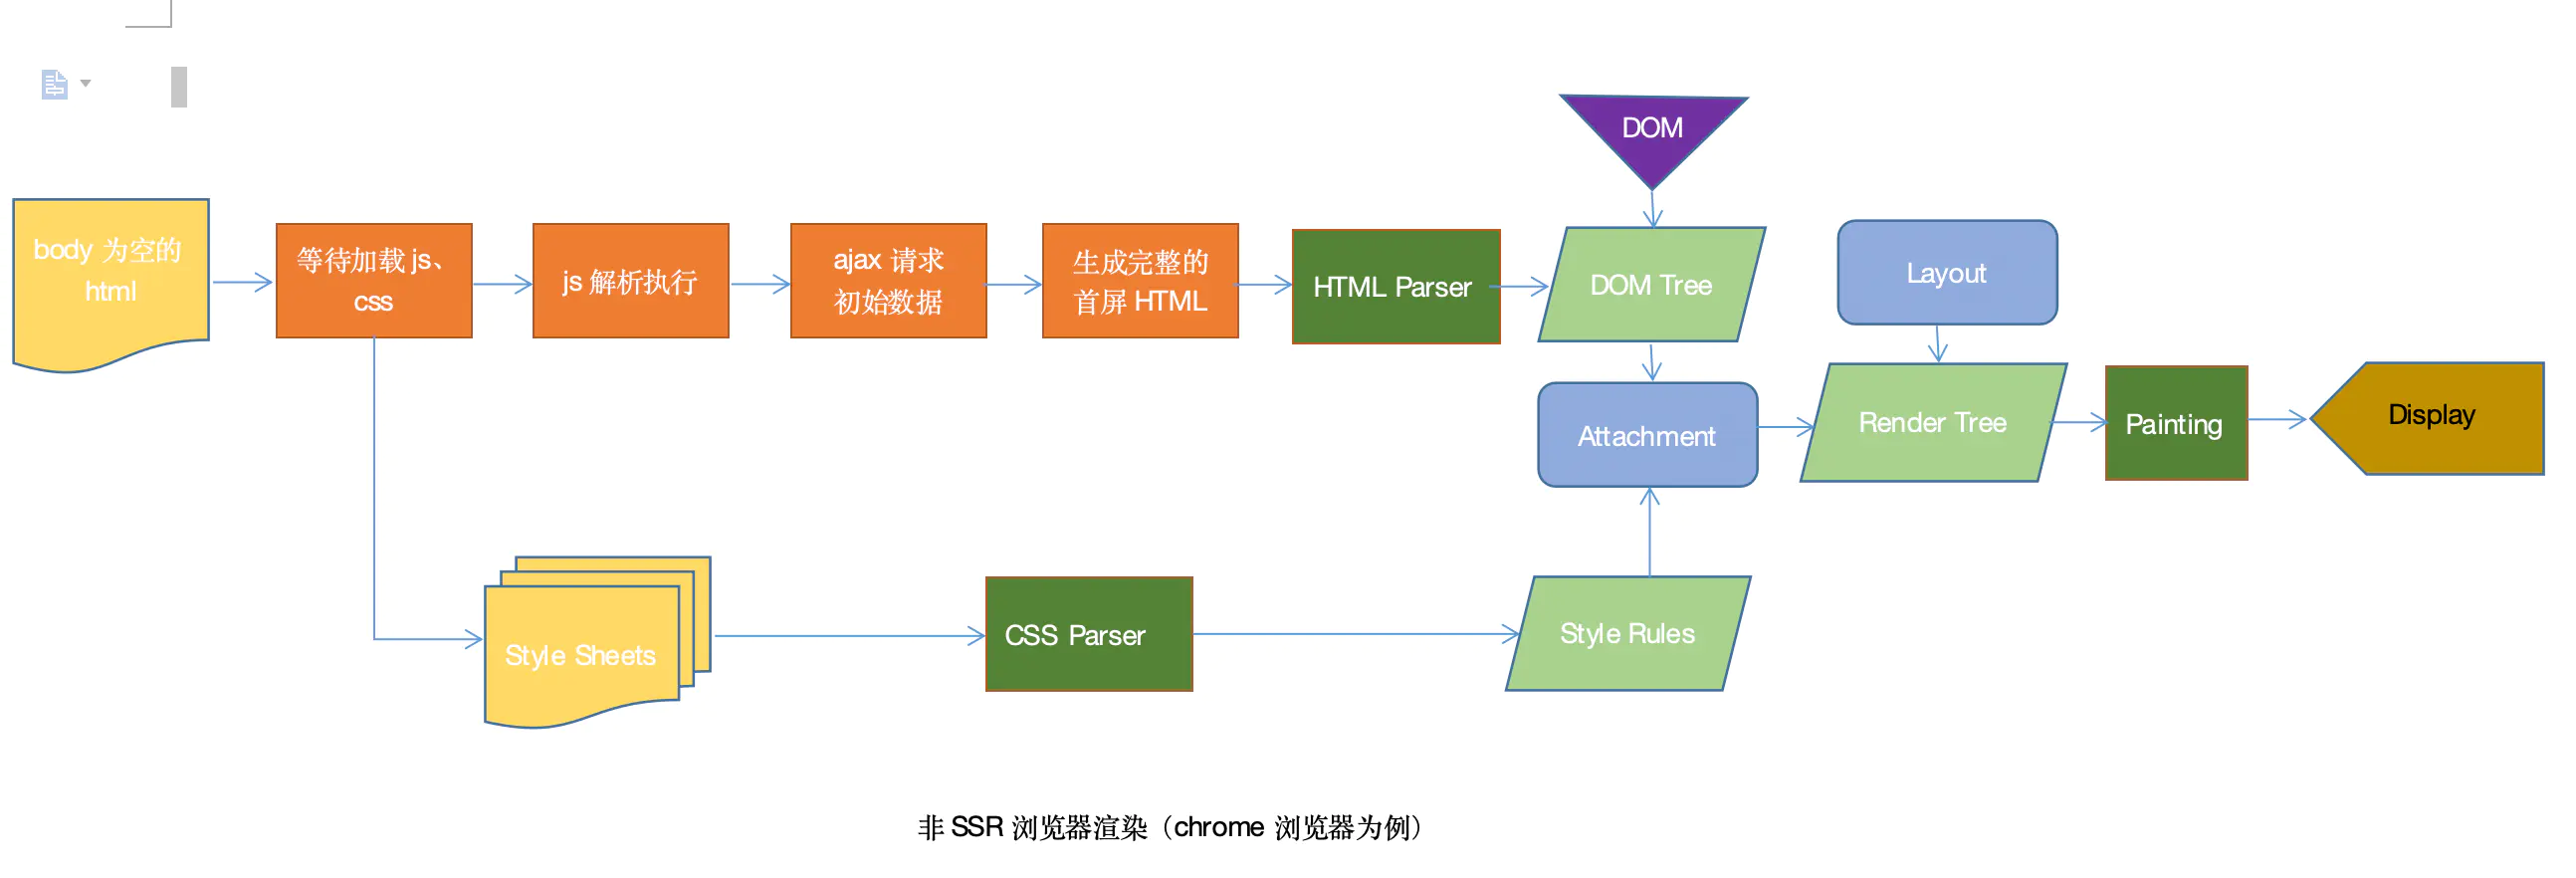 DOM
body 为空的
html
等待加载 js、
css
js 解析执行
ajax 请求
初始数据
生成完整的
首屏 HTML
HTML Parser
DOM Tree
Layout
Attachment
Render Tree
Painting
Display
Style Sheets
CSS Parser
Style Rules
非 SSR 浏览器渲染（chrome 浏览器为例）